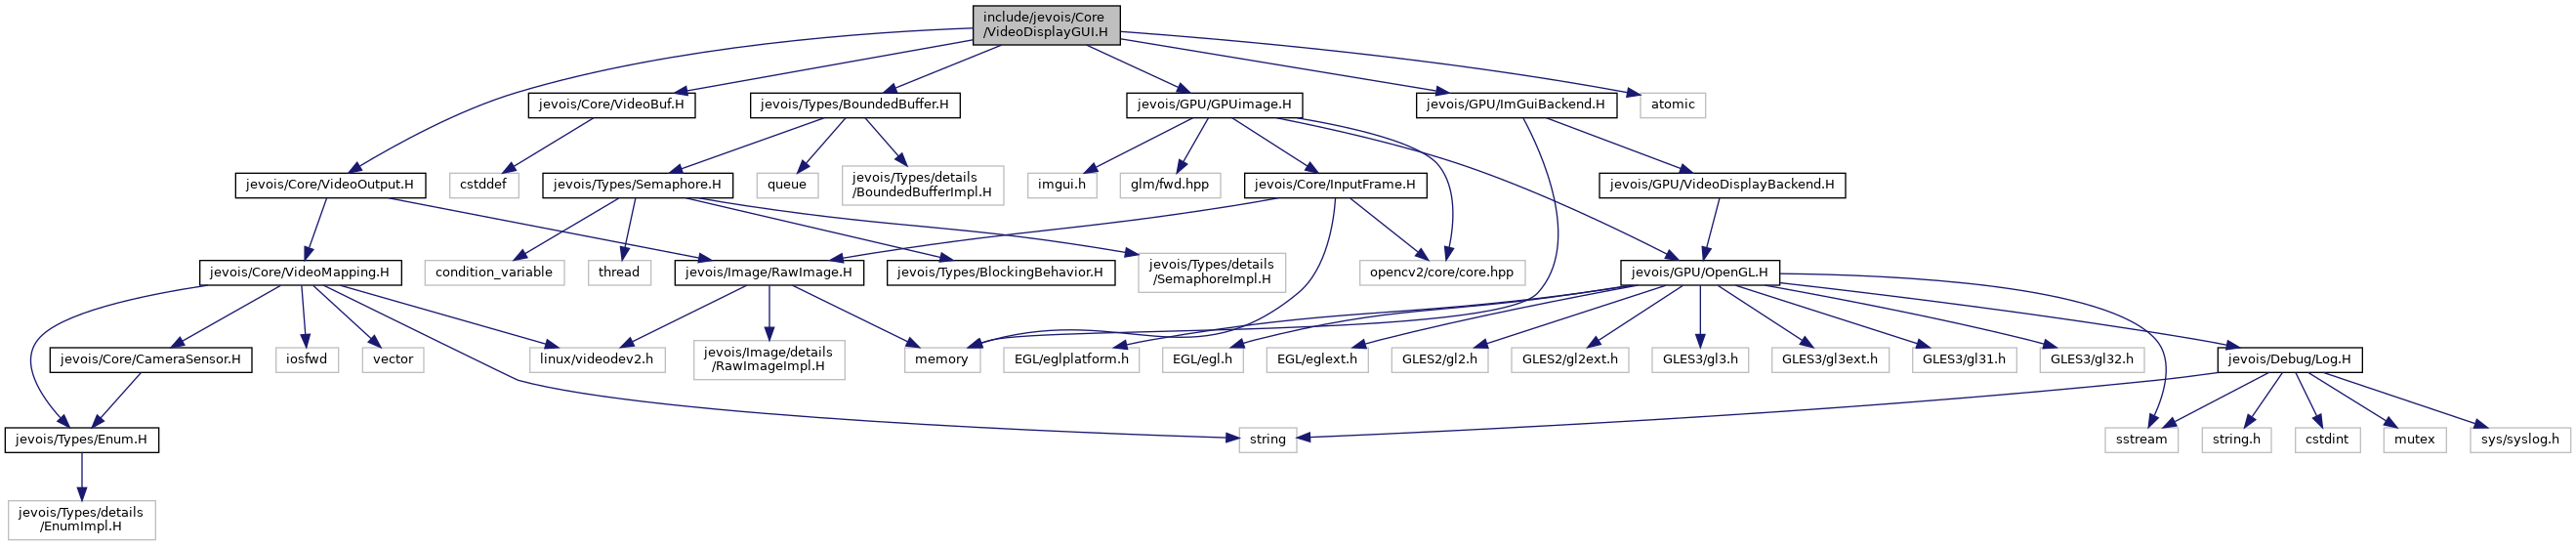 include/jevois/Core
/VideoDisplayGUI.H
jevois/Core/VideoBuf.H
jevois/Types/BoundedBuffer.H
jevois/GPU/GPUimage.H
jevois/GPU/ImGuiBackend.H
atomic
jevois/Core/VideoOutput.H
cstddef
jevois/Types/Semaphore.H
queue
jevois/Types/details
/BoundedBufferImpl.H
imgui.h
glm/fwd.hpp
jevois/Core/InputFrame.H
jevois/GPU/VideoDisplayBackend.H
jevois/Core/VideoMapping.H
condition_variable
thread
jevois/Image/RawImage.H
jevois/Types/BlockingBehavior.H
jevois/Types/details
/SemaphoreImpl.H
opencv2/core/core.hpp
jevois/GPU/OpenGL.H
jevois/Core/CameraSensor.H
iosfwd
vector
linux/videodev2.h
jevois/Image/details
/RawImageImpl.H
memory
EGL/eglplatform.h
EGL/egl.h
EGL/eglext.h
GLES2/gl2.h
GLES2/gl2ext.h
GLES3/gl3.h
GLES3/gl3ext.h
GLES3/gl31.h
GLES3/gl32.h
jevois/Debug/Log.H
jevois/Types/Enum.H
string
sstream
string.h
cstdint
mutex
sys/syslog.h
jevois/Types/details
/EnumImpl.H